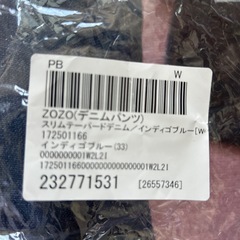 PB W
ZOZO(デニムパンツ)
スリムテーパードデニム／インディゴブルー[W
172501166
インディゴブルー(33)
0000000001W2L2I
17250116600000000000000001W2L2I
232771531 [26557346]